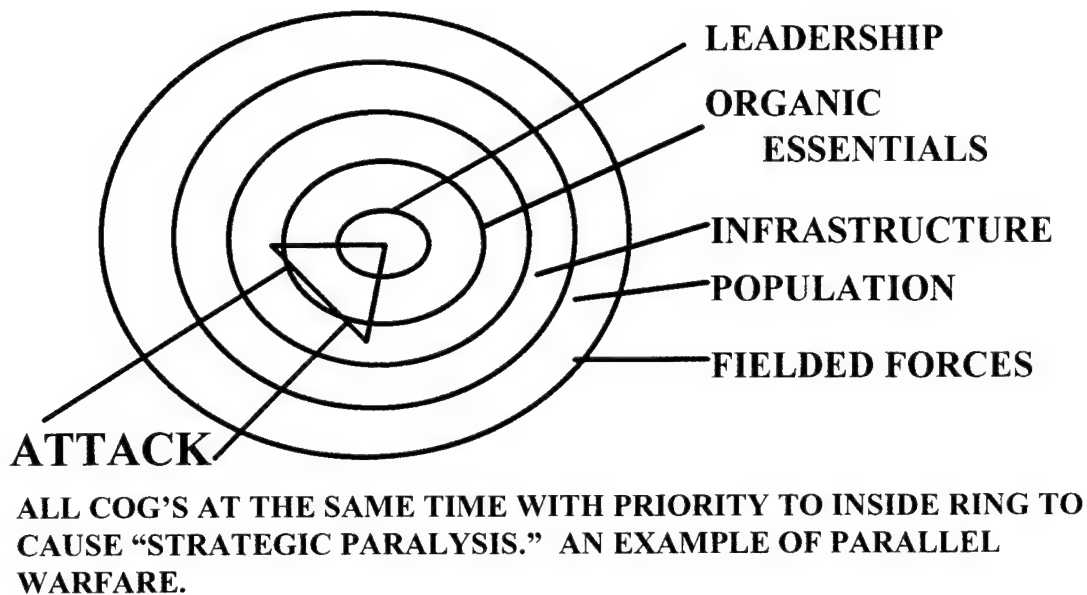 LEADERSHIP
ORGANIC
ESSENTIALS
INFRASTRUCTURE
POPULATION
FIELDED FORCES
ATTACK
ALL COG'S AT THE SAME TIME WITH PRIORITY TO INSIDE RING TO
CAUSE “STRATEGIC PARALYSIS.” AN EXAMPLE OF PARALLEL
WARFARE.